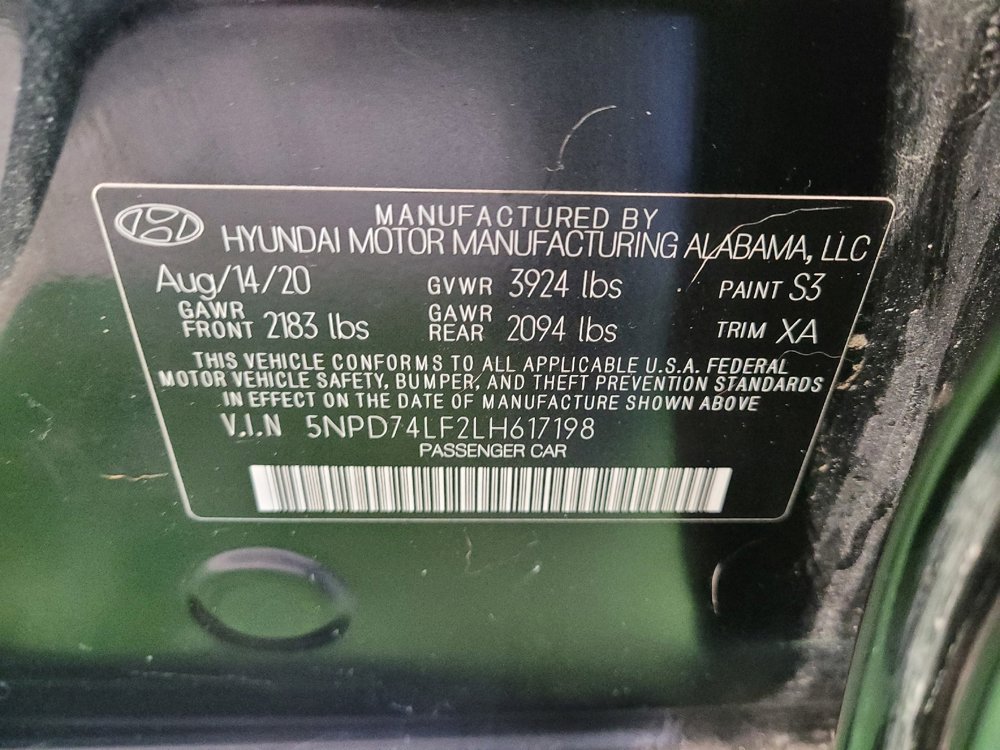 MANUFACTURED BY
HYUNDAI MOTOR MANUFACTURING ALABAMA, LLC
Aug/14/20 GVWR 3924 lbs PAINT S3
GAWR FRONT 2183 lbs GAWR REAR 2094 lbs TRIM XA
THIS VEHICLE CONFORMS TO ALL APPLICABLE U.S.A. FEDERAL
MOTOR VEHICLE SAFETY, BUMPER, AND THEFT PREVENTION STANDARDS
IN EFFECT ON THE DATE OF MANUFACTURE SHOWN ABOVE
V.I.N 5NPD74LF2LH617198
PASSENGER CAR